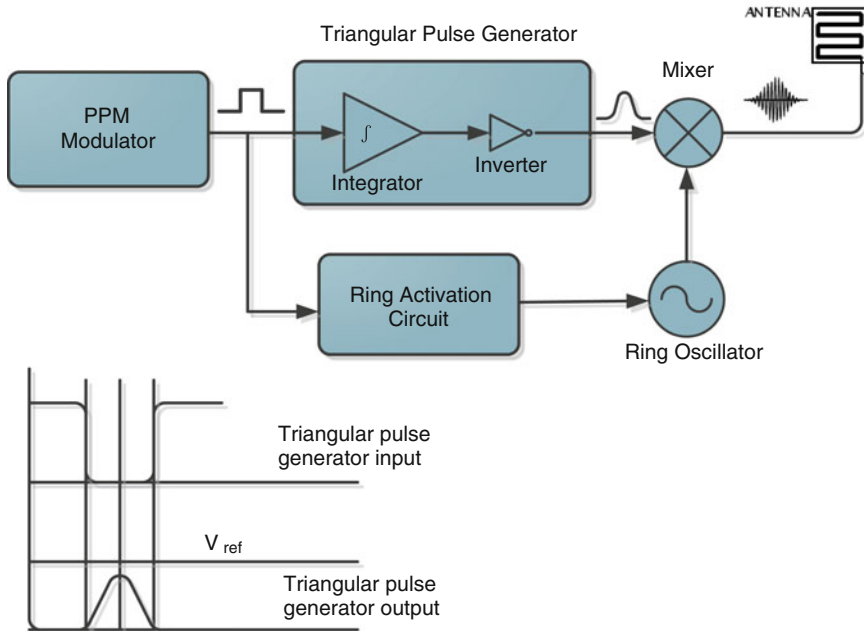 ANTENNA
Triangular Pulse Generator
Mixer
PPM
Modulator
∫
Integrator
Inverter
Ring Activation
Circuit
Ring Oscillator
Triangular pulse
generator input
V ref
Triangular pulse
generator output